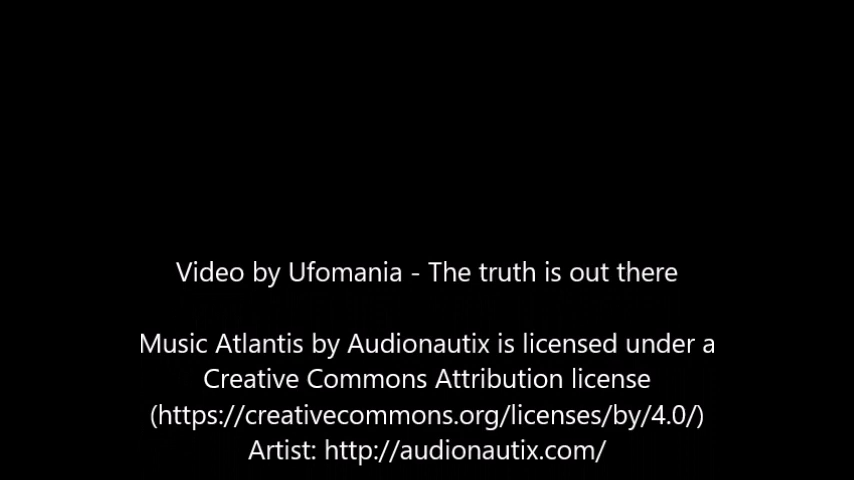 Video by Ufomania - The truth is out there
Music Atlantis by Audionautix is licensed under a
Creative Commons Attribution license
(https://creativecommons.org/licenses/by/4.0/)
Artist: http://audionautix.com/